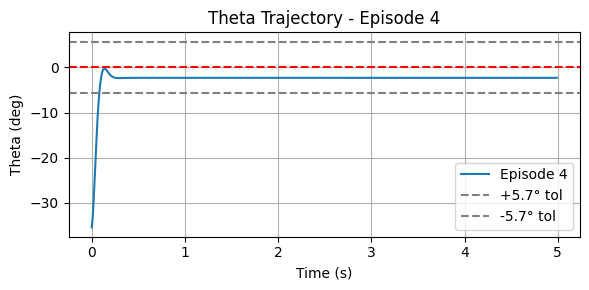 Theta Trajectory - Episode 4
Theta (deg)
0
−10
−20
−30
0
1
2
3
4
5
Time (s)
Episode 4
+5.7° tol
-5.7° tol